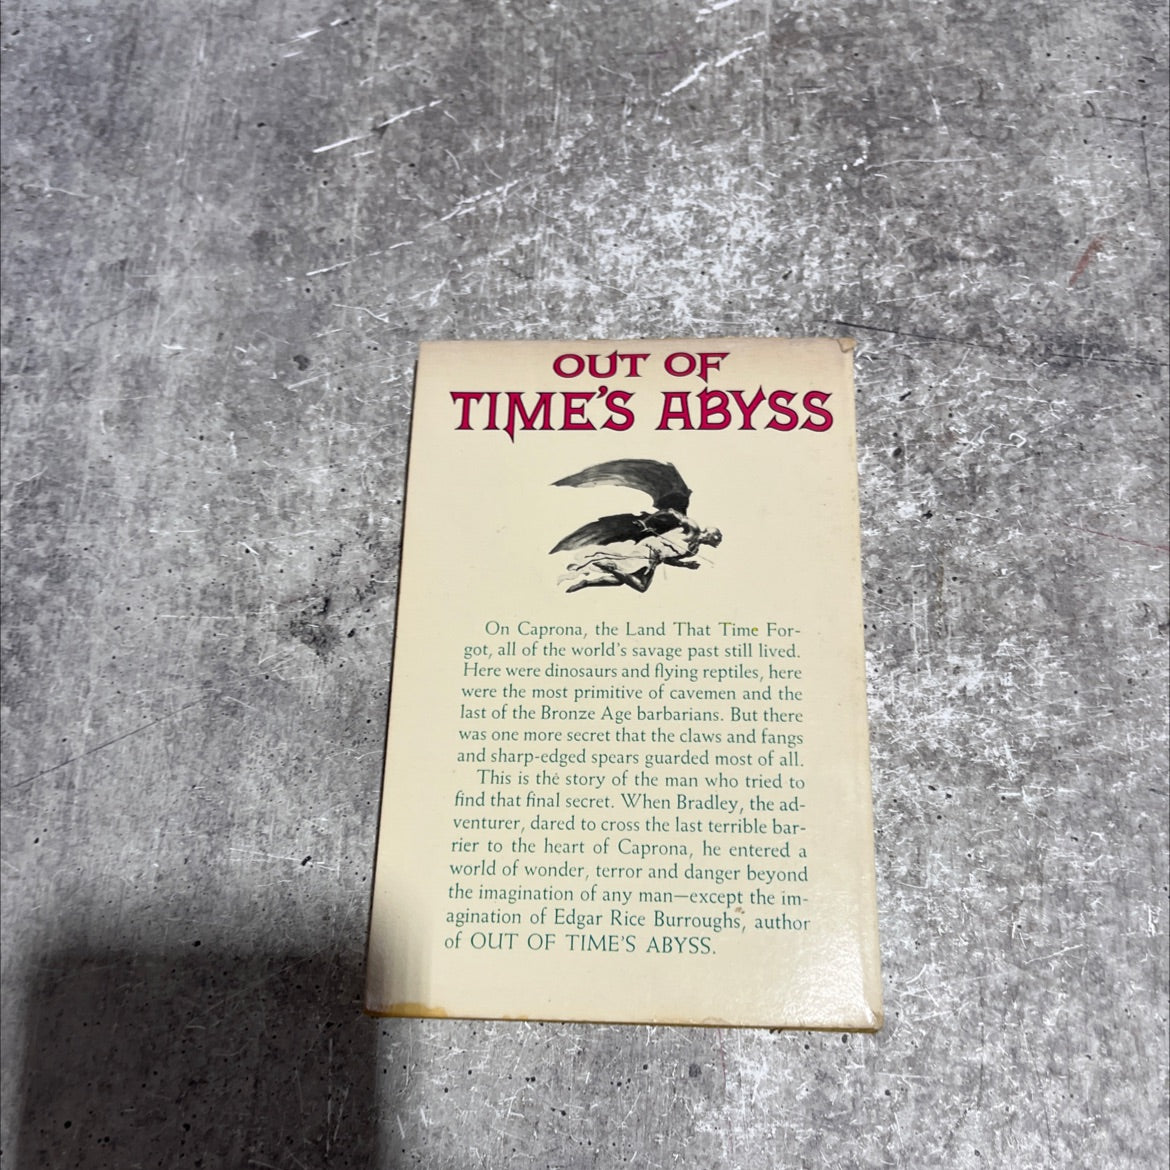 OUT OF
TIME'S ABYSS
On Caprona, the Land That Time For-
got, all of the world's savage past still lived.
Here were dinosaurs and flying reptiles, here
were the most primitive of cavemen and the
last of the Bronze Age barbarians. But there
was one more secret that the claws and fangs
and sharp-edged spears guarded most of all.
This is the story of the man who tried to
find that final secret. When Bradley, the ad-
venturer, dared to cross the last terrible bar-
rier to the heart of Caprona, he entered a
world of wonder, terror and danger beyond
the imagination of any man—except the im-
agination of Edgar Rice Burroughs, author
of OUT OF TIME'S ABYSS.